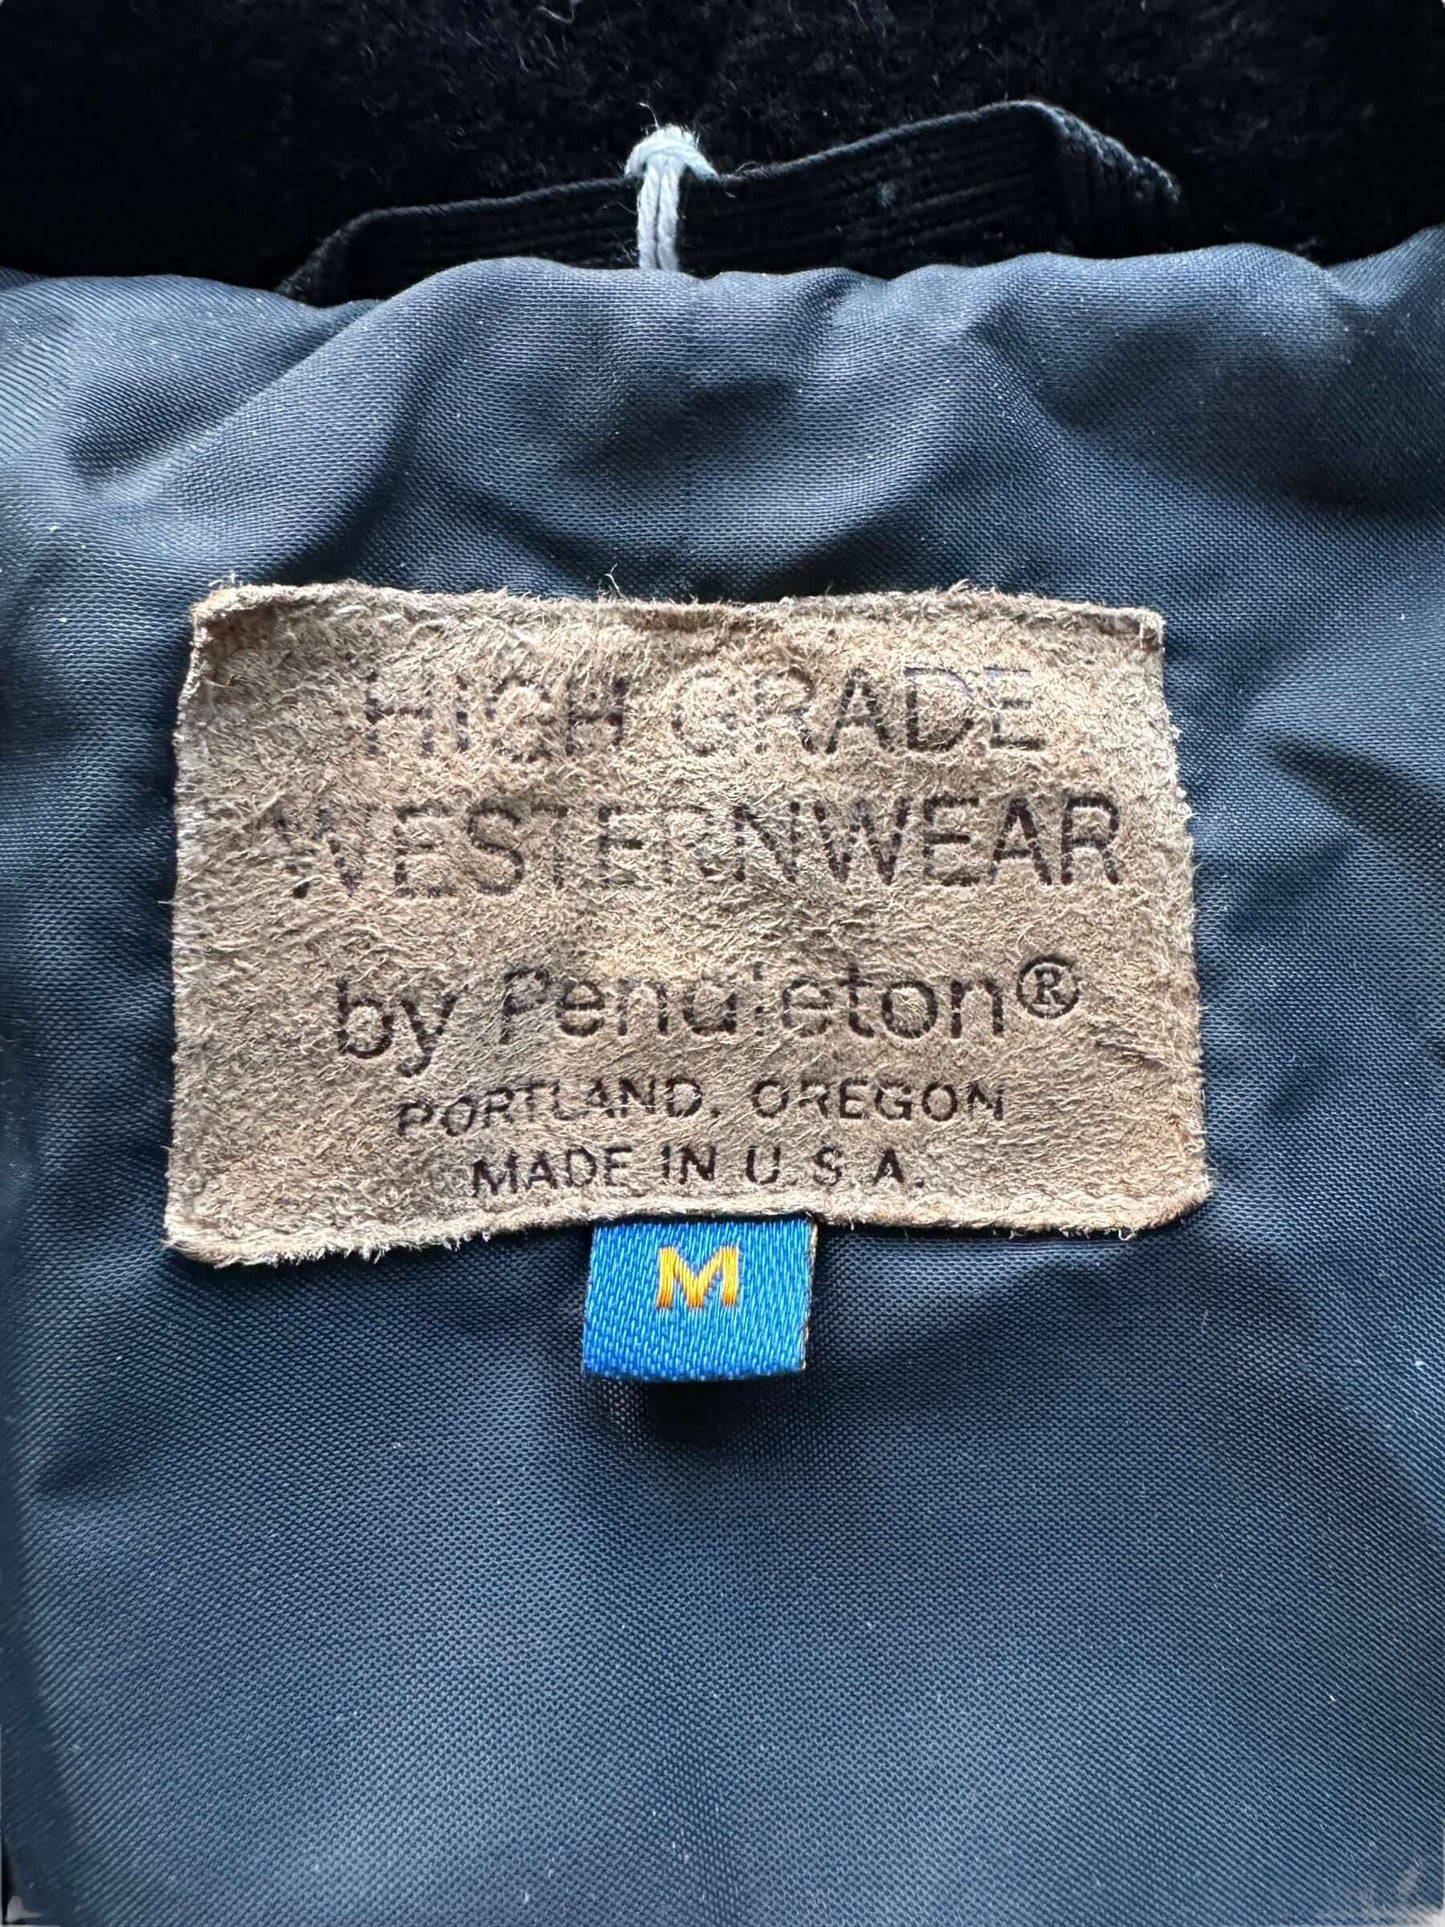 HIGH GRADE
WESTERNWEAR
by Pendleton®
PORTLAND, OREGON
MADE IN U.S.A.
M